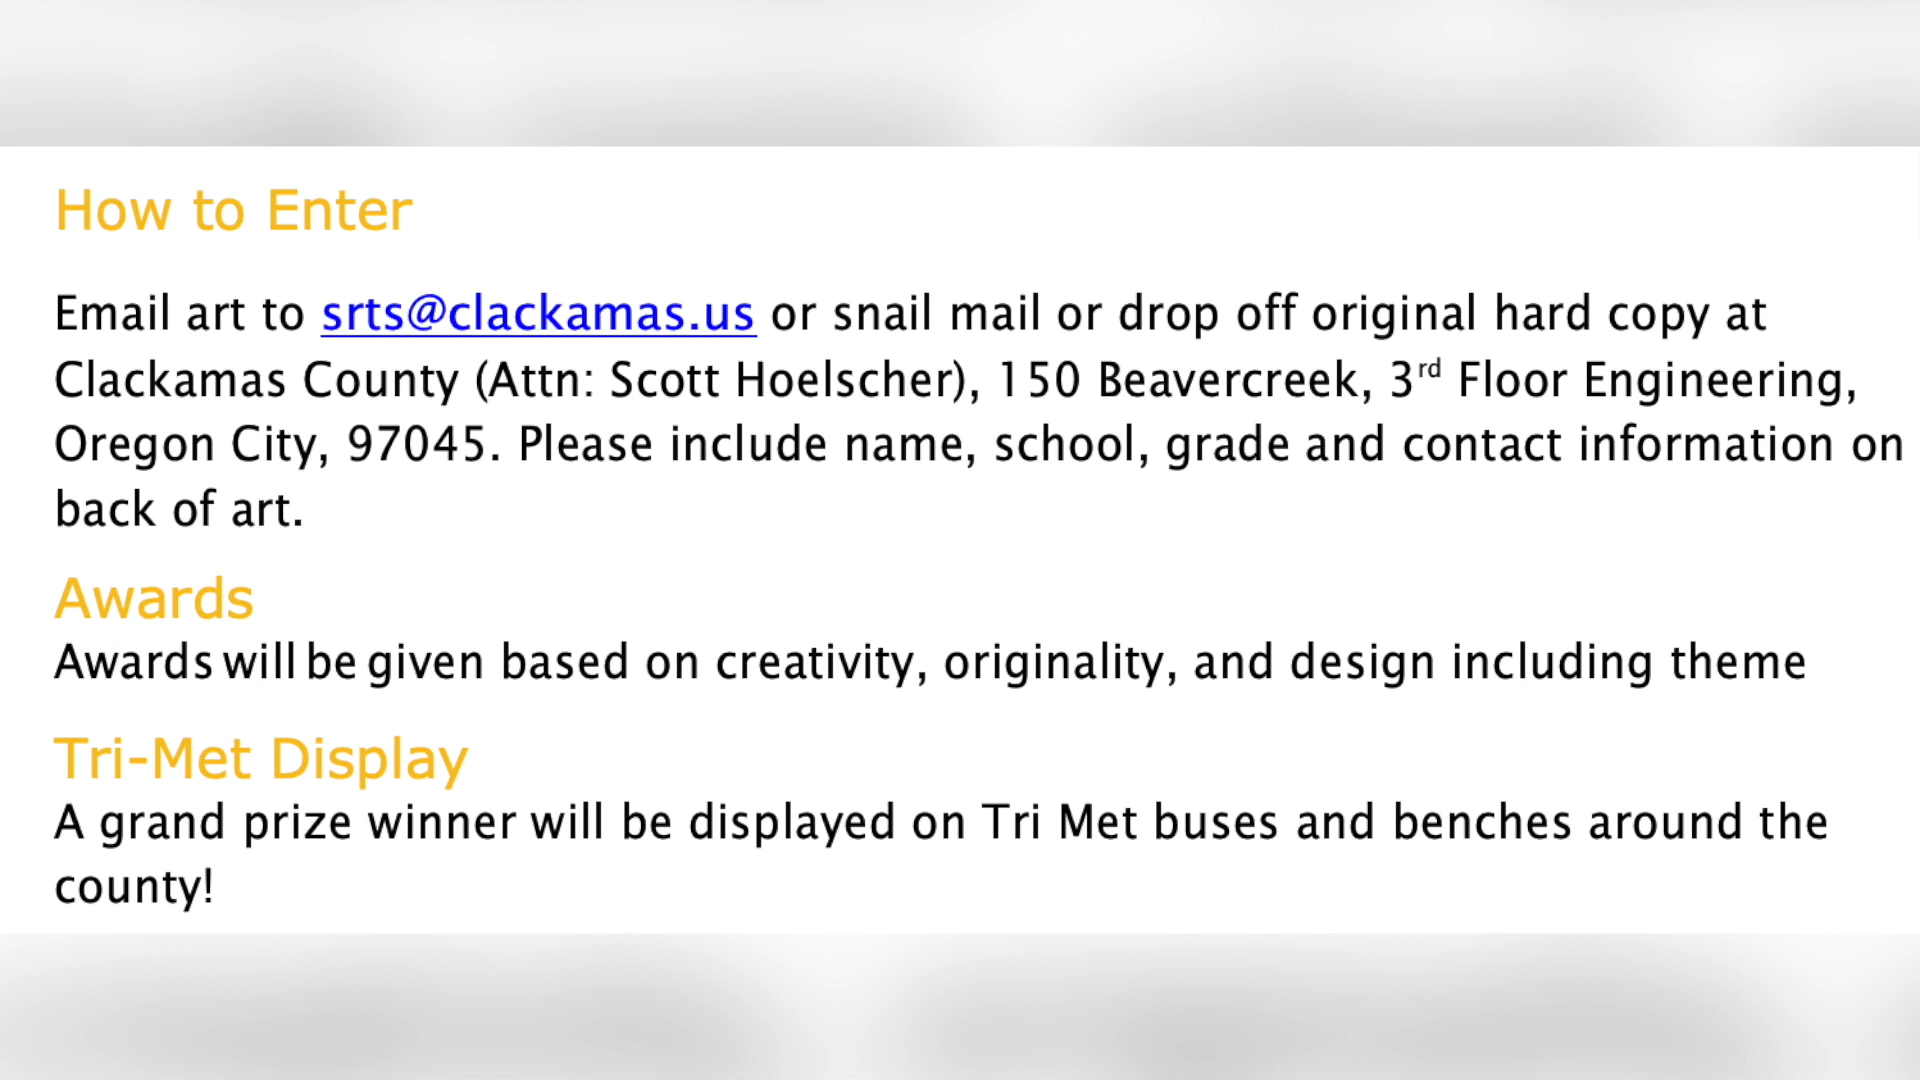 How to Enter
Email art to srts@clackamas.us or snail mail or drop off original hard copy at
Clackamas County (Attn: Scott Hoelscher), 150 Beavercreek, 3rd Floor Engineering,
Oregon City, 97045. Please include name, school, grade and contact information on
back of art.
Awards
Awards will be given based on creativity, originality, and design including theme
Tri-Met Display
A grand prize winner will be displayed on Tri Met buses and benches around the
county!